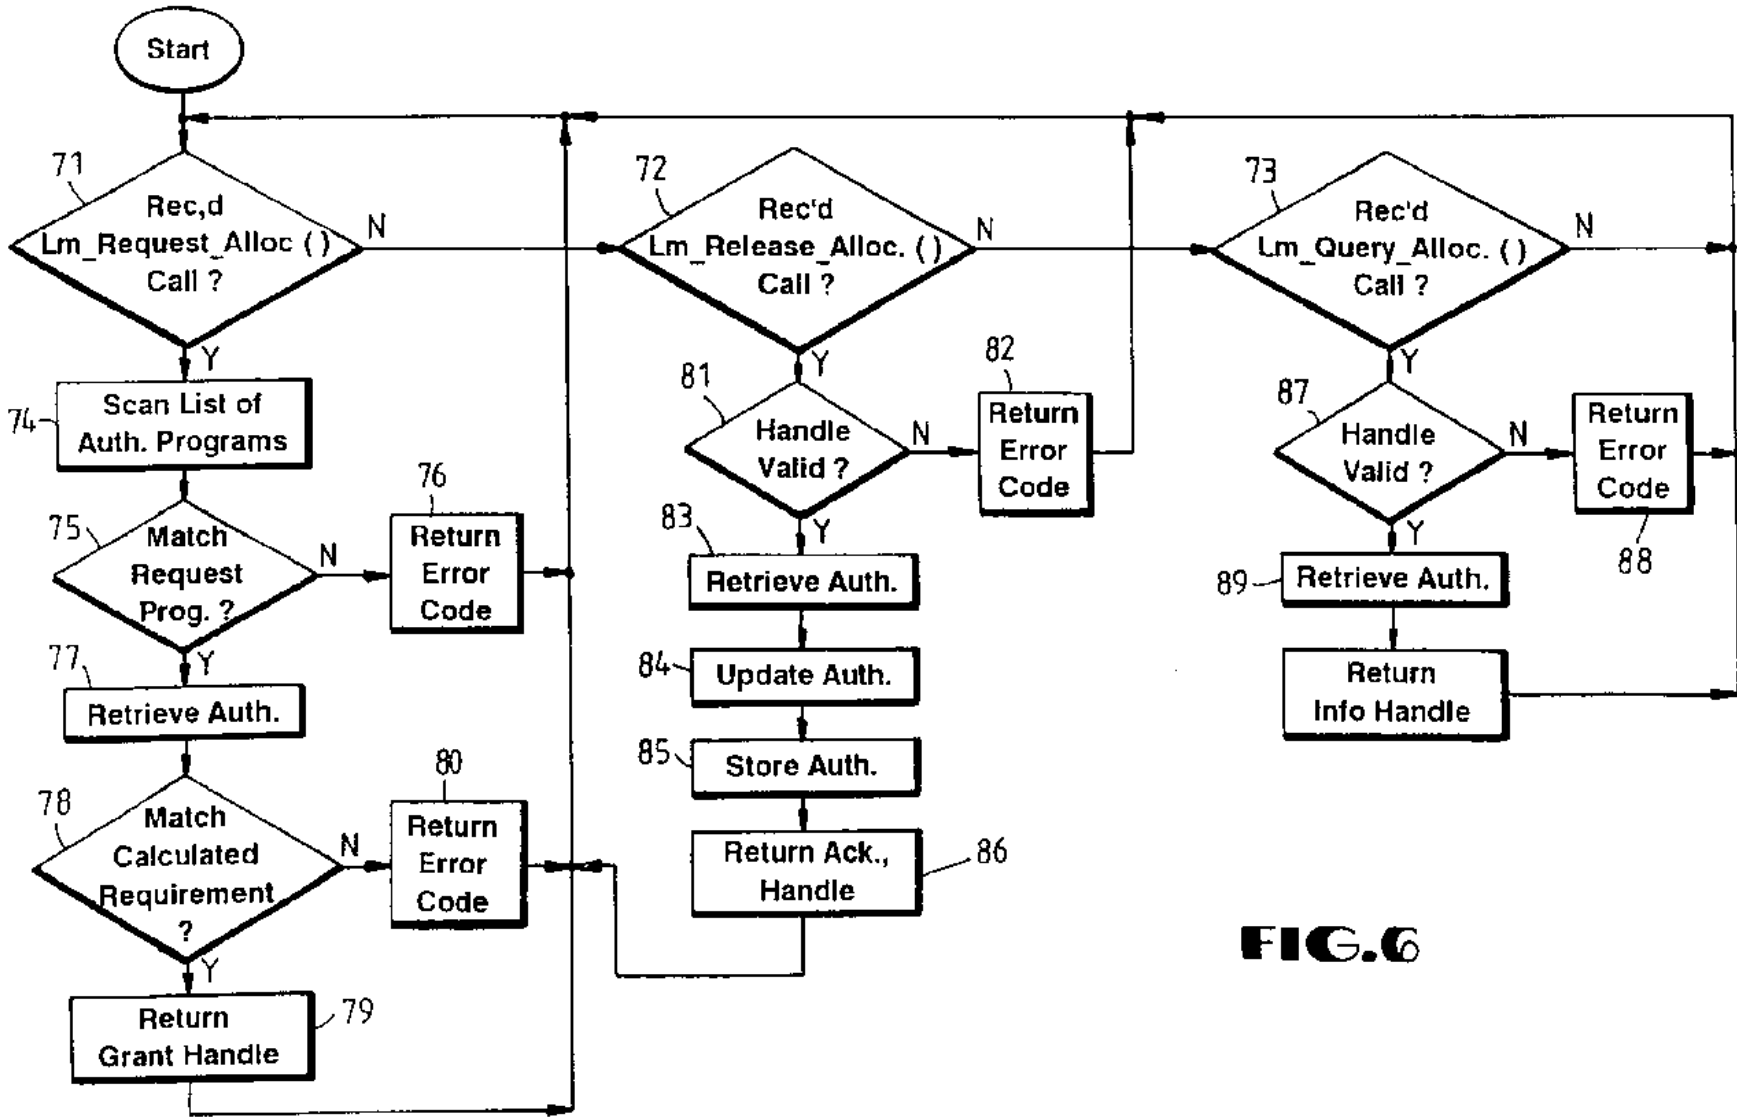 Start
71
Rec,d
Lm_Request_Alloc ()
Call ?
N
Y
72
Rec'd
Lm_Release_Alloc. ()
Call ?
N
Y
73
Rec'd
Lm_Query_Alloc. ()
Call ?
N
Y
74
Scan List of
Auth. Programs
75
Match
Request
Prog. ?
N
Y
76
Return
Error
Code
77
Retrieve Auth.
78
Match
Calculated
Requirement
?
N
Y
80
Return
Error
Code
Return
Grant Handle
79
81
Handle
Valid ?
N
Y
82
Return
Error
Code
83
Retrieve Auth.
84
Update Auth.
85
Store Auth.
Return Ack.,
Handle
86
87
Handle
Valid ?
N
Y
Return
Error
Code
88
89
Retrieve Auth.
Return
Info Handle
FIG.6